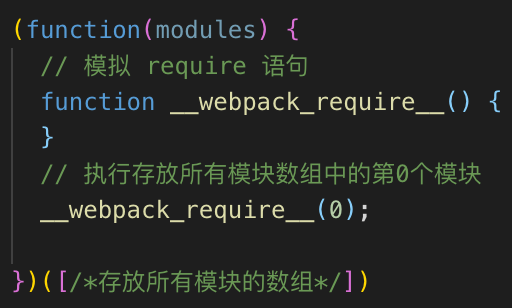 (function(modules) {
// 模拟 require 语句
function __webpack_require__() {
}
// 执行存放所有模块数组中的第0个模块
__webpack_require__(0);
})([/*存放所有模块的数组*/])